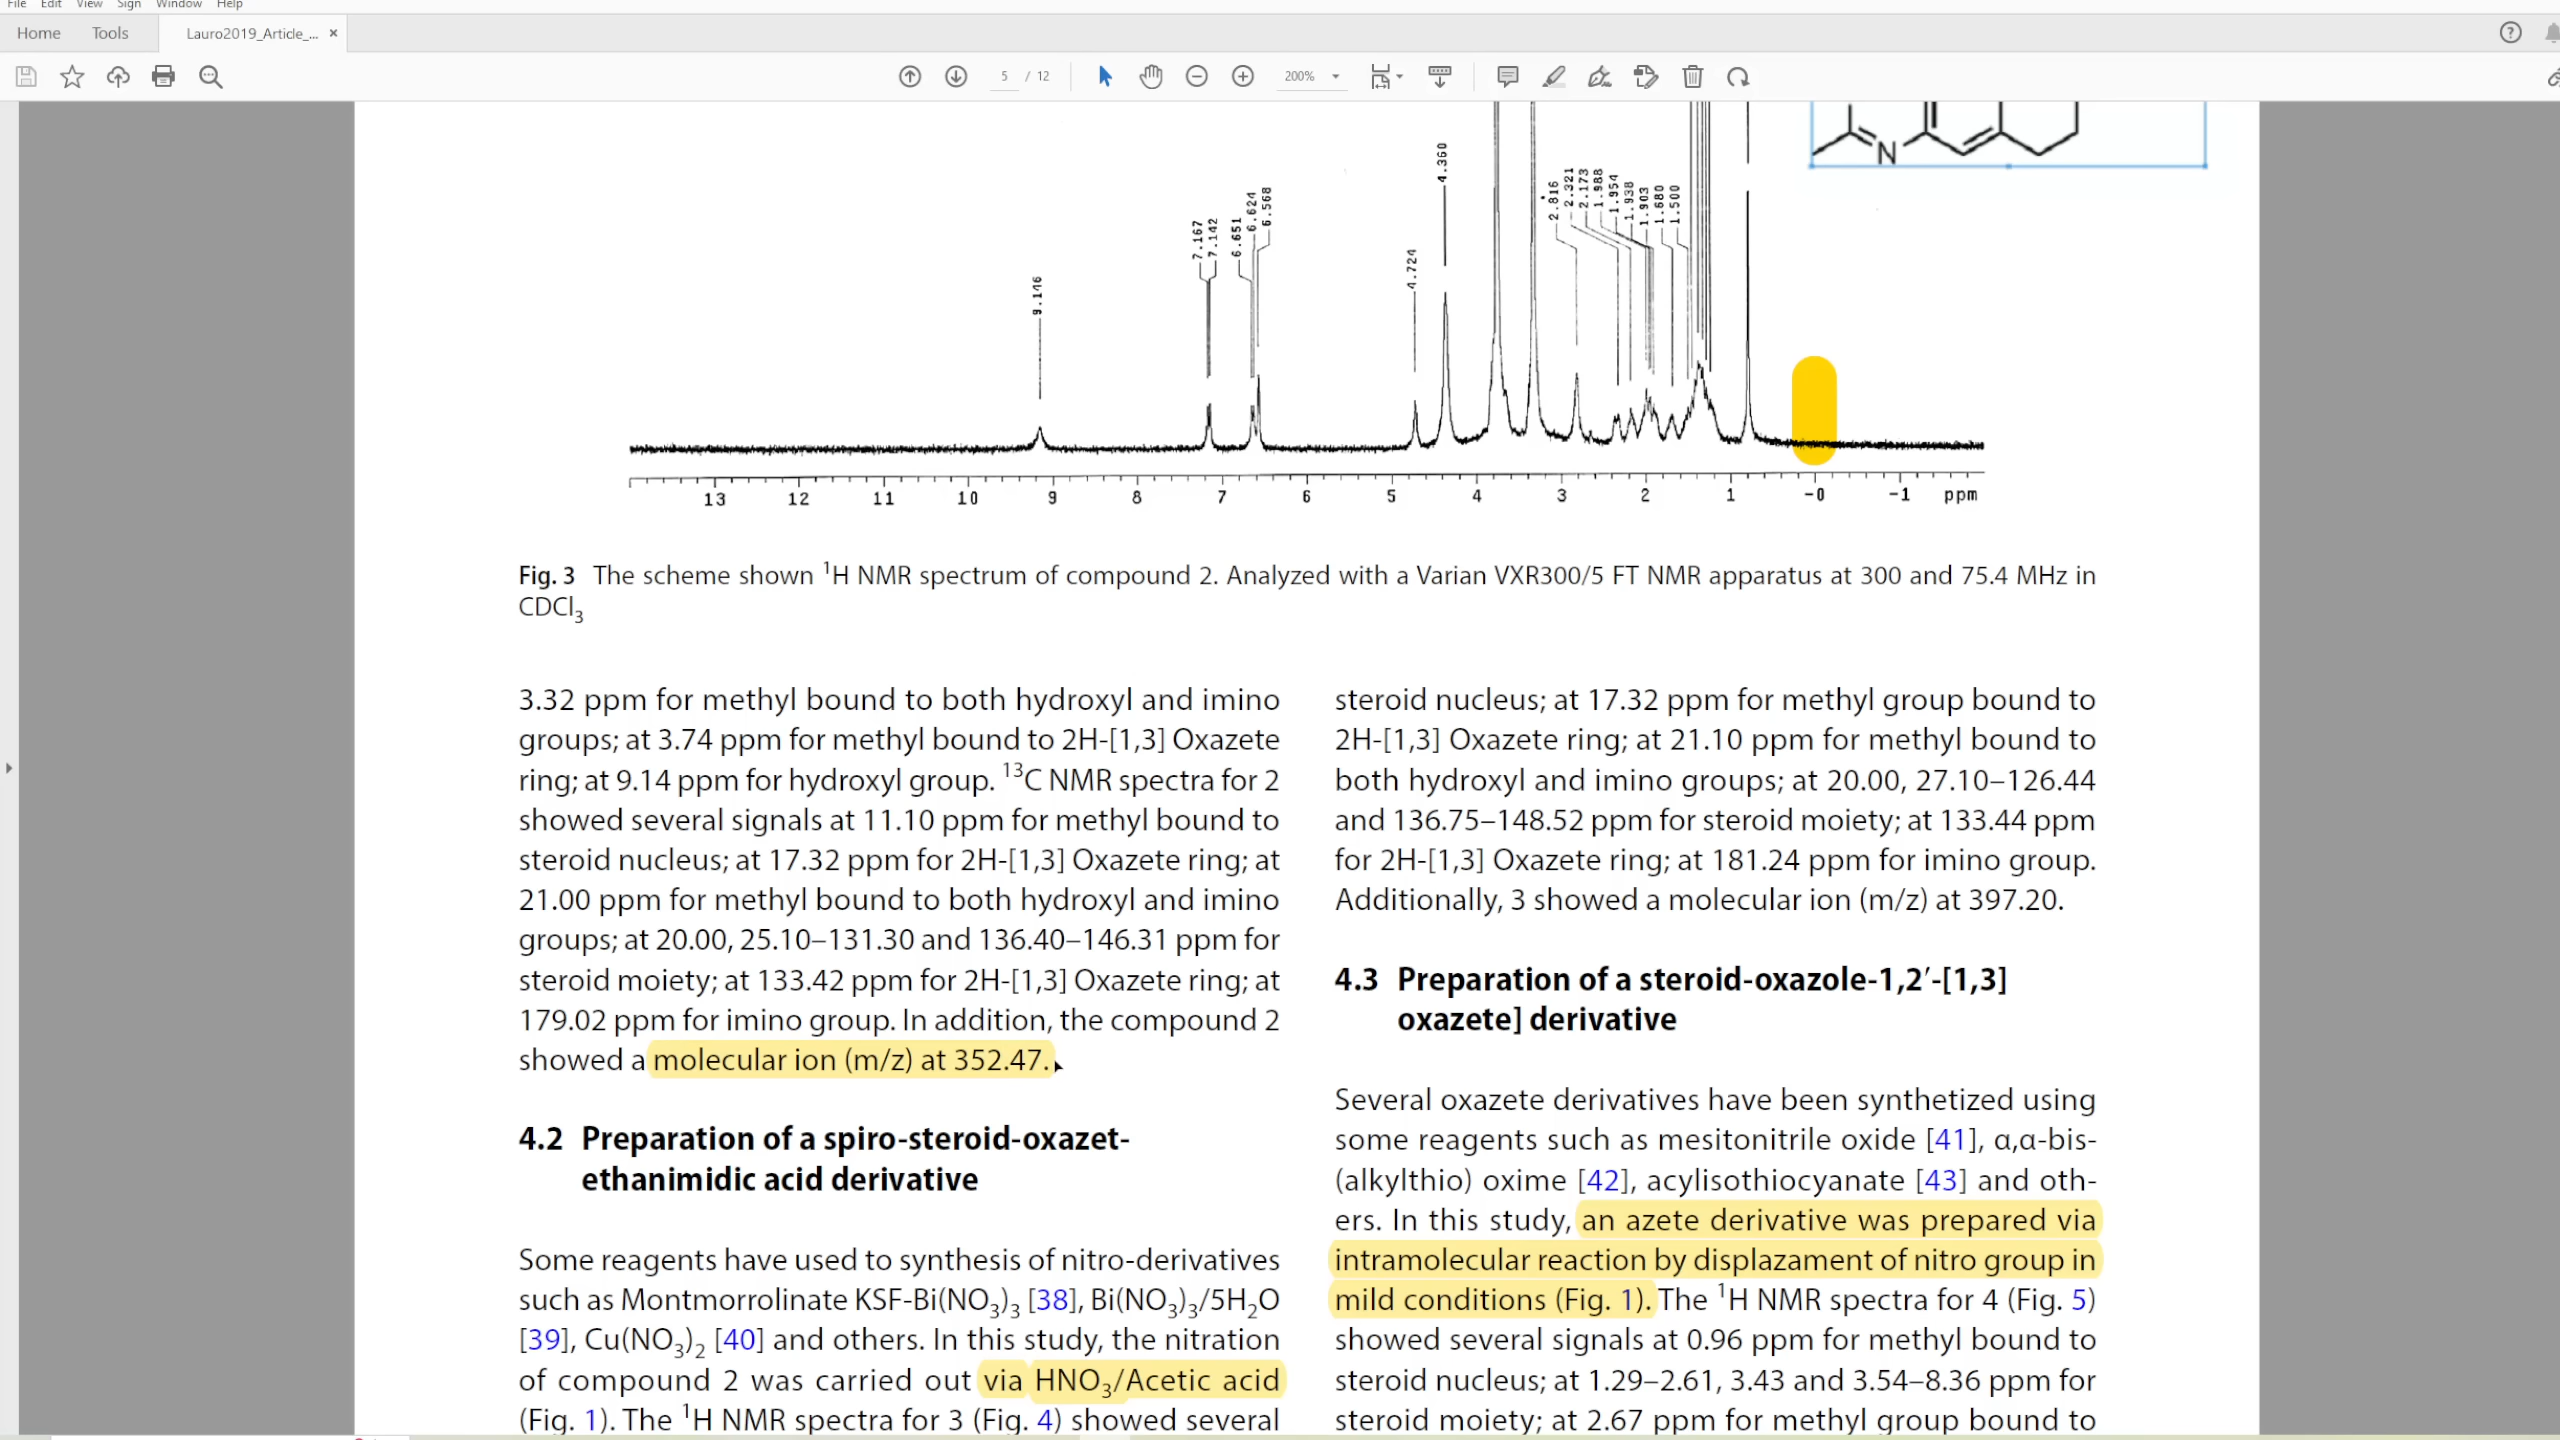 File Edit View Sign Window Help
Home Tools Lauro2019_Article_... ×
5 / 12 200%
N
4.360
2.816
2.321
2.173
1.988
1.954
1.938
1.903
1.680
1.500
7.167
7.142
6.651
6.624
6.568
4.724
9.146
13 12 11 10 9 8 7 6 5 4 3 2 1 -0 -1 ppm
Fig. 3 The scheme shown ¹H NMR spectrum of compound 2. Analyzed with a Varian VXR300/5 FT NMR apparatus at 300 and 75.4 MHz in
CDCl₃
3.32 ppm for methyl bound to both hydroxyl and imino
groups; at 3.74 ppm for methyl bound to 2H-[1,3] Oxazete
ring; at 9.14 ppm for hydroxyl group. ¹³C NMR spectra for 2
showed several signals at 11.10 ppm for methyl bound to
steroid nucleus; at 17.32 ppm for 2H-[1,3] Oxazete ring; at
21.00 ppm for methyl bound to both hydroxyl and imino
groups; at 20.00, 25.10–131.30 and 136.40–146.31 ppm for
steroid moiety; at 133.42 ppm for 2H-[1,3] Oxazete ring; at
179.02 ppm for imino group. In addition, the compound 2
showed a molecular ion (m/z) at 352.47.
4.2 Preparation of a spiro-steroid-oxazet-
ethanimidic acid derivative
Some reagents have used to synthesis of nitro-derivatives
such as Montmorrolinate KSF-Bi(NO₃)₃ [38], Bi(NO₃)₃/5H₂O
[39], Cu(NO₃)₂ [40] and others. In this study, the nitration
of compound 2 was carried out via HNO₃/Acetic acid
(Fig. 1). The ¹H NMR spectra for 3 (Fig. 4) showed several
steroid nucleus; at 17.32 ppm for methyl group bound to
2H-[1,3] Oxazete ring; at 21.10 ppm for methyl bound to
both hydroxyl and imino groups; at 20.00, 27.10–126.44
and 136.75–148.52 ppm for steroid moiety; at 133.44 ppm
for 2H-[1,3] Oxazete ring; at 181.24 ppm for imino group.
Additionally, 3 showed a molecular ion (m/z) at 397.20.
4.3 Preparation of a steroid-oxazole-1,2′-[1,3]
oxazete] derivative
Several oxazete derivatives have been synthetized using
some reagents such as mesitonitrile oxide [41], α,α-bis-
(alkylthio) oxime [42], acylisothiocyanate [43] and oth-
ers. In this study, an azete derivative was prepared via
intramolecular reaction by displazament of nitro group in
mild conditions (Fig. 1). The ¹H NMR spectra for 4 (Fig. 5)
showed several signals at 0.96 ppm for methyl bound to
steroid nucleus; at 1.29–2.61, 3.43 and 3.54–8.36 ppm for
steroid moiety; at 2.67 ppm for methyl group bound to